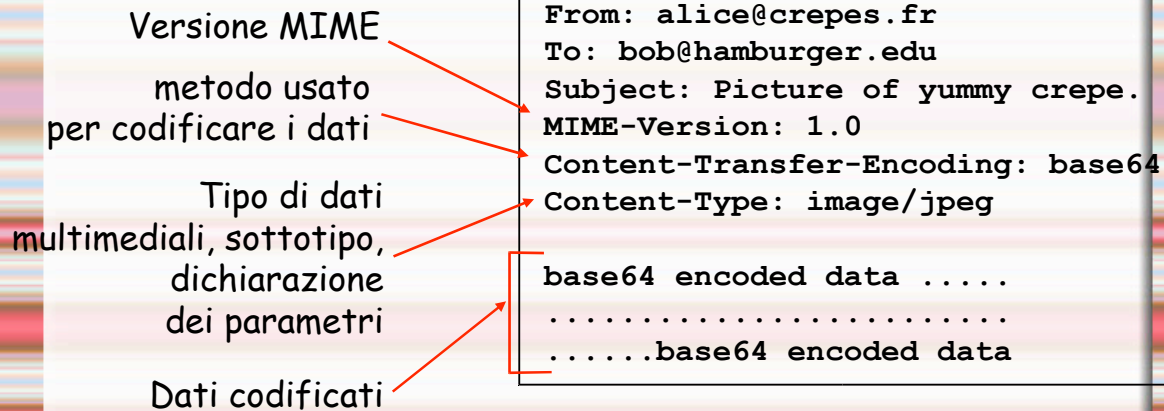 Versione MIME
metodo usato
per codificare i dati
Tipo di dati
multimediali, sottotipo,
dichiarazione
dei parametri
Dati codificati
From: alice@crepes.fr
To: bob@hamburger.edu
Subject: Picture of yummy crepe.
MIME-Version: 1.0
Content-Transfer-Encoding: base64
Content-Type: image/jpeg
base64 encoded data .....
.........................
......base64 encoded data